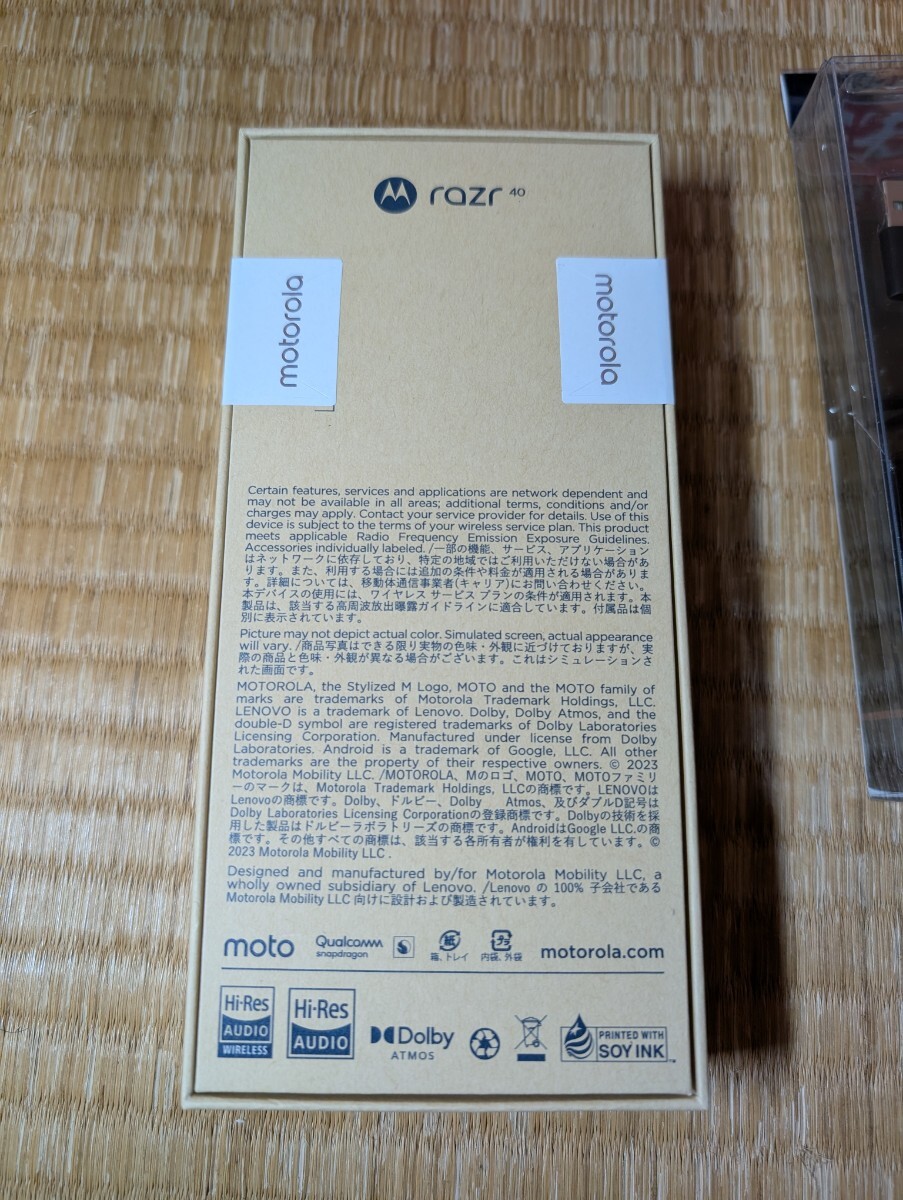 razr 40
motorola
motorola
Certain features, services and applications are network dependent and
may not be available in all areas; additional terms, conditions and/or
charges may apply. Contact your service provider for details. Use of this
device is subject to the terms of your wireless service plan. This product
meets applicable Radio Frequency Emission Exposure Guidelines.
Accessories individually labeled. /一部の機能、サービス、アプリケーション
はネットワークに依存しており、特定の地域ではご利用いただけない場合があ
ります。また、利用する場合には追加の条件や料金が適用される場合がありま
す。詳細については、移動体通信事業者(キャリア)にお問い合わせください。
本デバイスの使用には、ワイヤレス サービス プランの条件が適用されます。本
製品は、該当する高周波放出曝露ガイドラインに適合しています。付属品は個
別に表示されています。
Picture may not depict actual color. Simulated screen, actual appearance
will vary. /商品写真はできる限り実物の色味・外観に近づけておりますが、実
際の商品と色味・外観が異なる場合がございます。これはシミュレーションさ
れた画面です。
MOTOROLA, the Stylized M Logo, MOTO and the MOTO family of
marks are trademarks of Motorola Trademark Holdings, LLC.
LENOVO is a trademark of Lenovo. Dolby, Dolby Atmos, and the
double-D symbol are registered trademarks of Dolby Laboratories
Licensing Corporation. Manufactured under license from Dolby
Laboratories. Android is a trademark of Google, LLC. All other
trademarks are the property of their respective owners. © 2023
Motorola Mobility LLC. /MOTOROLA、Mのロゴ、MOTO、MOTOファミリ
ーのマークは、Motorola Trademark Holdings, LLCの商標です。LENOVOは
Lenovoの商標です。Dolby、ドルビー、Dolby Atmos、及びダブルD記号は
Dolby Laboratories Licensing Corporationの登録商標です。Dolbyの技術を採
用した製品はドルビーラボラトリーズの商標です。AndroidはGoogle LLC.の商
標です。その他すべての商標は、該当する各所有者が権利を有しています。©
2023 Motorola Mobility LLC .
Designed and manufactured by/for Motorola Mobility LLC, a
wholly owned subsidiary of Lenovo. /Lenovo の 100% 子会社である
Motorola Mobility LLC 向けに設計および製造されています。
moto Qualcomm snapdragon 紙 箱、トレイ プラ 内袋、外袋 motorola.com
Hi-Res AUDIO WIRELESS
Hi-Res AUDIO
Dolby ATMOS
PRINTED WITH SOY INK™